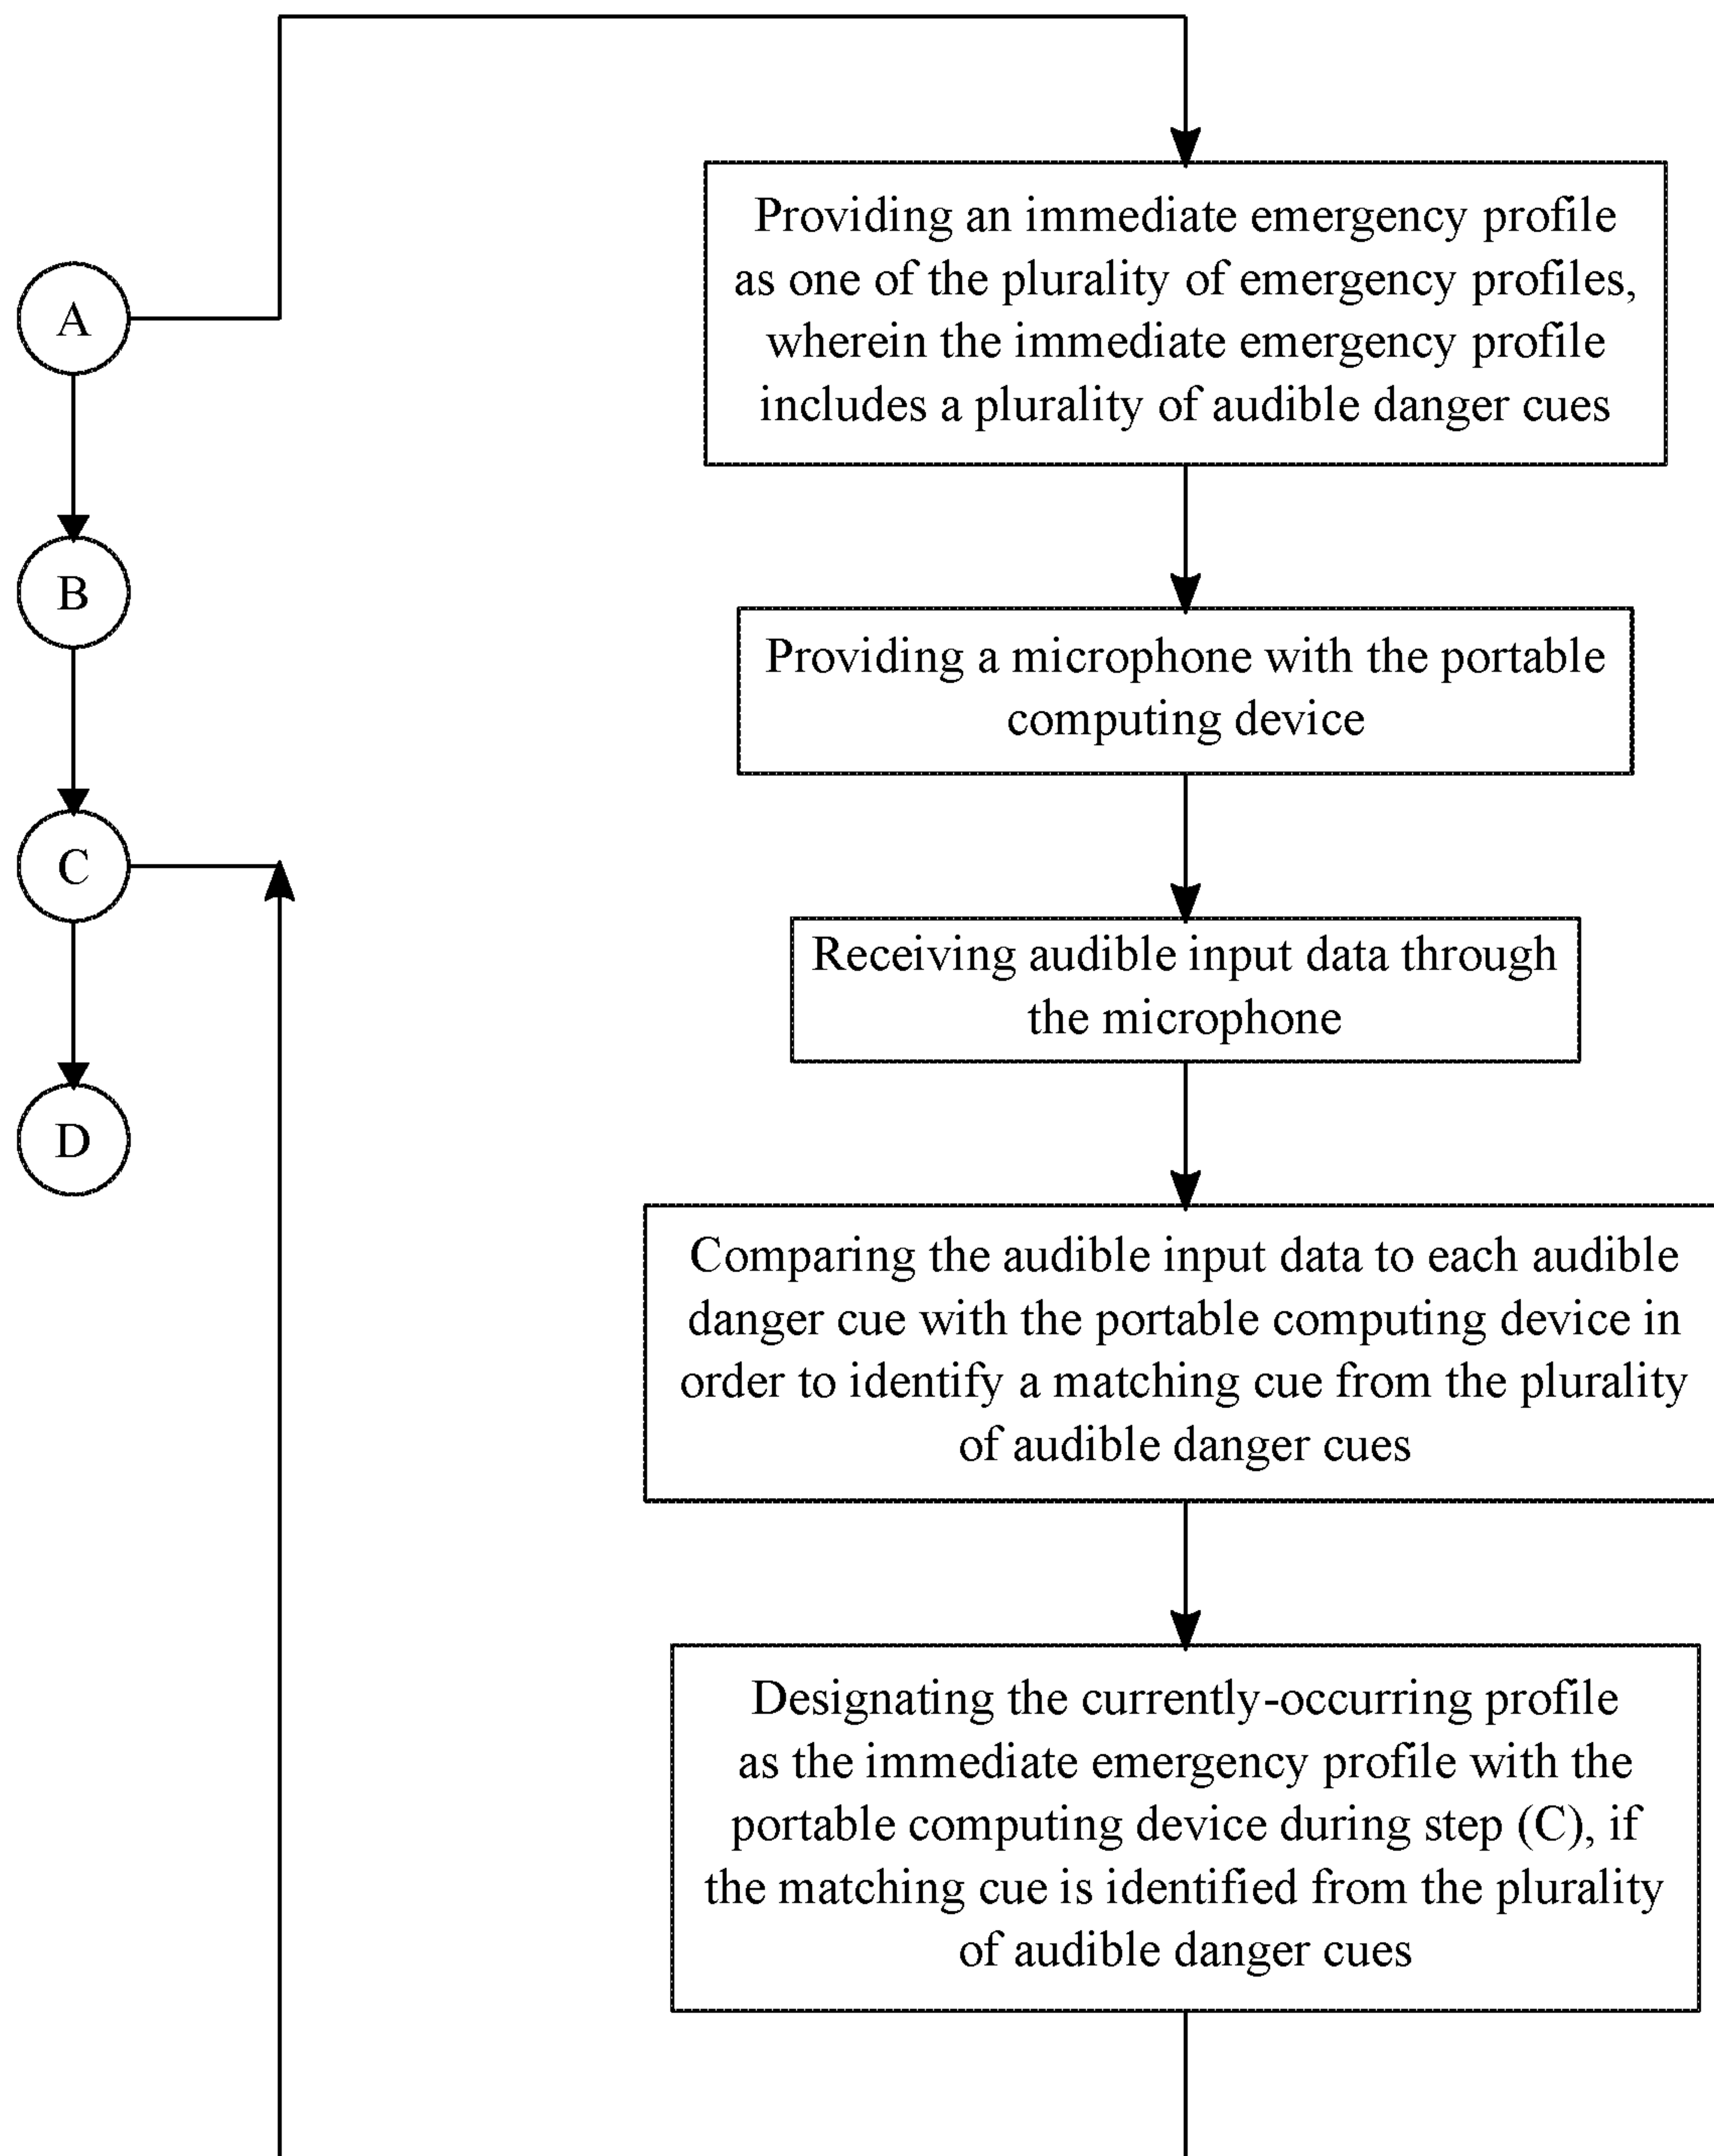 A
B
C
D
Providing an immediate emergency profile
as one of the plurality of emergency profiles,
wherein the immediate emergency profile
includes a plurality of audible danger cues
Providing a microphone with the portable
computing device
Receiving audible input data through
the microphone
Comparing the audible input data to each audible
danger cue with the portable computing device in
order to identify a matching cue from the plurality
of audible danger cues
Designating the currently-occurring profile
as the immediate emergency profile with the
portable computing device during step (C), if
the matching cue is identified from the plurality
of audible danger cues